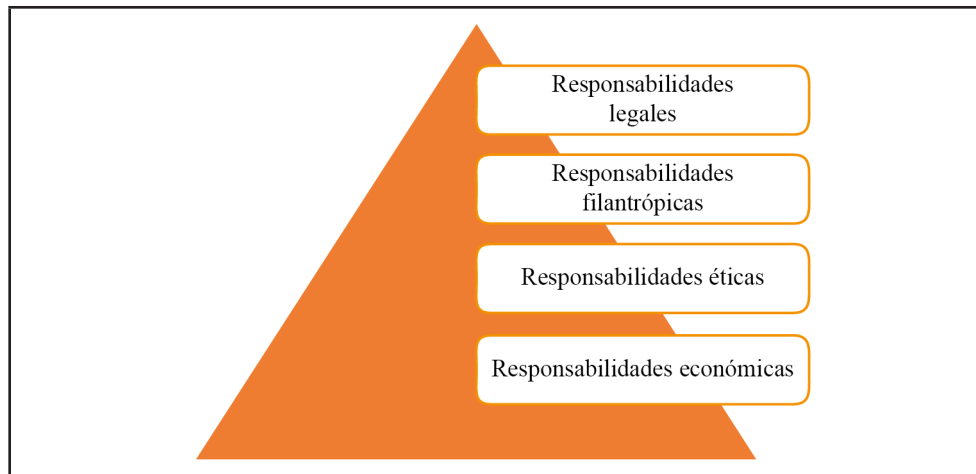 Responsabilidades
legales
Responsabilidades
filantrópicas
Responsabilidades éticas
Responsabilidades económicas